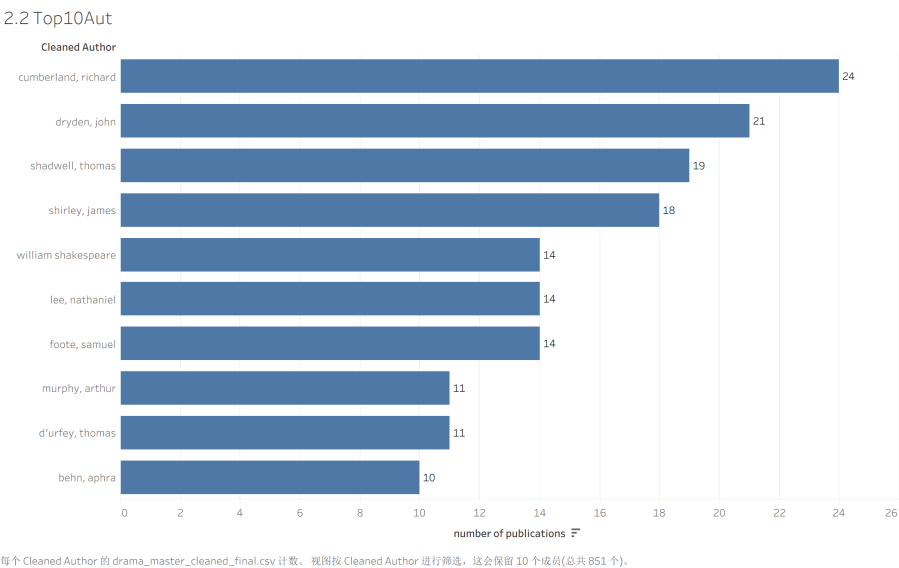 2.2 Top10Aut
Cleaned Author
cumberland, richard 24
dryden, john 21
shadwell, thomas 19
shirley, james 18
william shakespeare 14
lee, nathaniel 14
foote, samuel 14
murphy, arthur 11
d'urfey, thomas 11
behn, aphra 10
0 2 4 6 8 10 12 14 16 18 20 22 24 26
number of publications
每个 Cleaned Author 的 drama_master_cleaned_final.csv 计数。 视图按 Cleaned Author 进行筛选，这会保留 10 个成员(总共 851 个)。